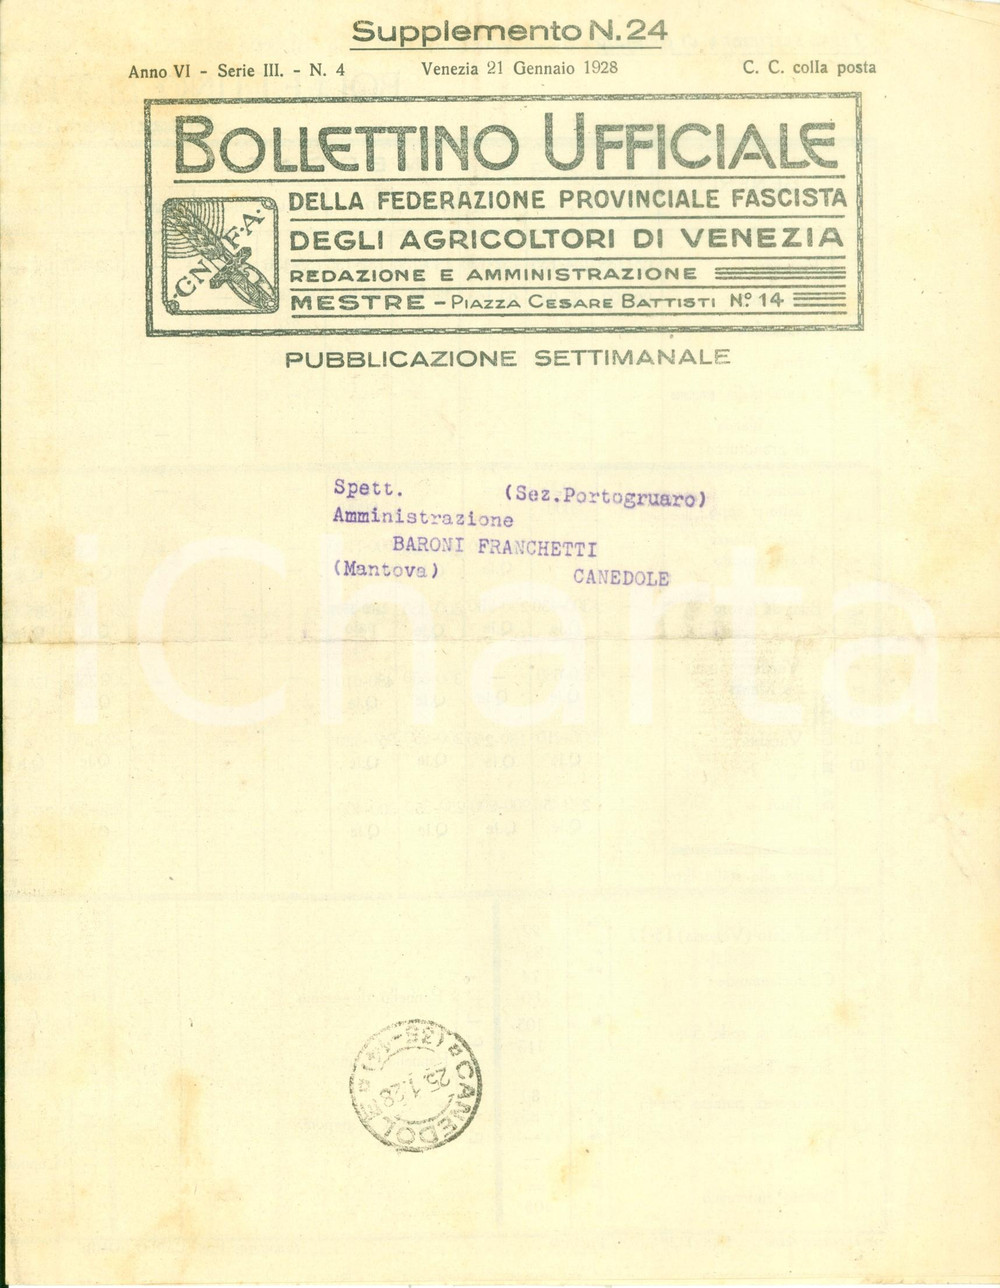 Supplemento N. 24
Anno VI - Serie III. - N. 4
Venezia 21 Gennaio 1928
C. C. colla posta
BOLLETTINO UFFICIALE
DELLA FEDERAZIONE PROVINCIALE FASCISTA
DEGLI AGRICOLTORI DI VENEZIA
REDAZIONE E AMMINISTRAZIONE
MESTRE - PIAZZA CESARE BATTISTI Nº 14
C·N·F·A·
PUBBLICAZIONE SETTIMANALE
Spett. (Sez.Portogruaro)
Amministrazione
BARONI FRANCHETTI
(Mantova) CANEDOLE
iCharta
CANEDOLE
25.1.28